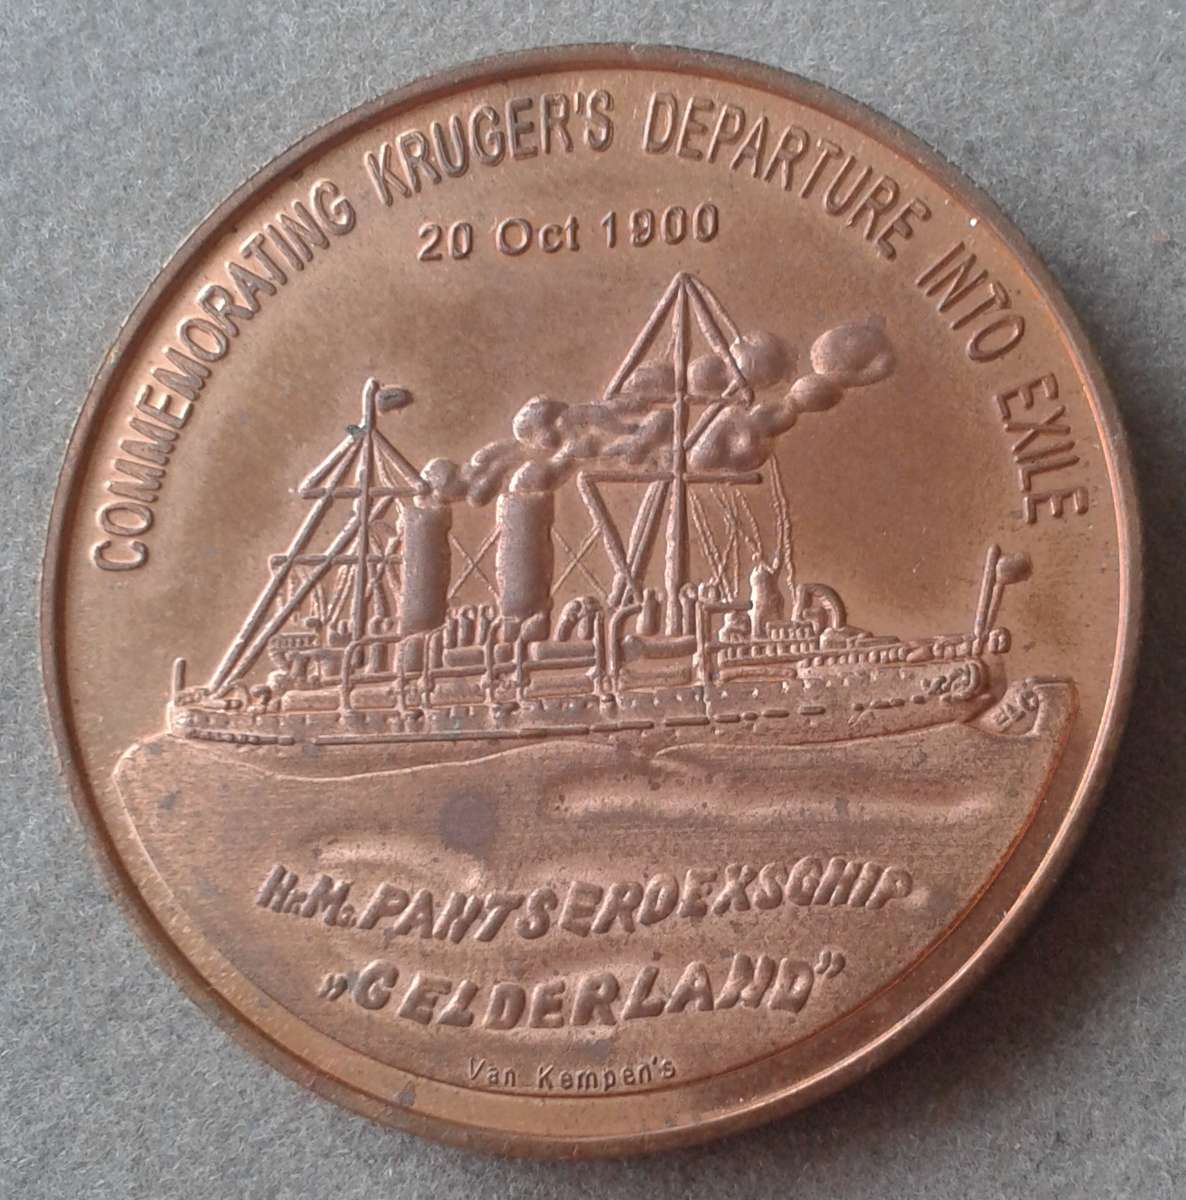 COMMEMORATING KRUGER'S DEPARTURE INTO EXILE
20 Oct 1900
Hr.Ms PANTSERDEKSCHIP
„GELDERLAND”
Van Kempen's